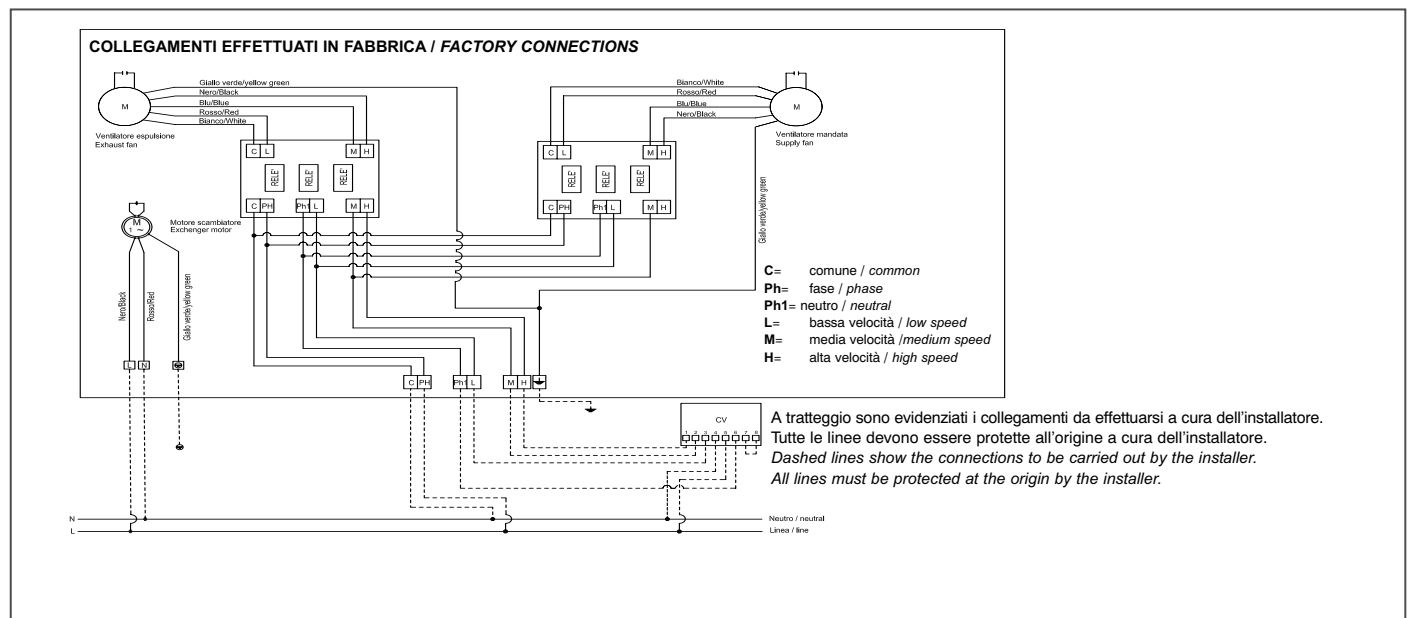 COLLEGAMENTI EFFETTUATI IN FABBRICA / FACTORY CONNECTIONS
M
Giallo verde/yellow green
Nero/Black
Blu/Blue
Rosso/Red
Bianco/White
Ventilatore espulsione
Exhaust fan
Bianco/White
Rosso/Red
Blu/Blue
Nero/Black
M
Ventilatore mandata
Supply fan
C L M H
RELE' RELE' RELE'
C PH Ph1 L M H
C L M H
RELE' RELE' RELE'
C PH Ph1 L M H
Giallo verde/yellow green
M
1 ~
Motore scambiatore
Exchenger motor
Nero/Black
Rosso/Red
Giallo verde/yellow green
L N
C= comune / common
Ph= fase / phase
Ph1= neutro / neutral
L= bassa velocità / low speed
M= media velocità /medium speed
H= alta velocità / high speed
C PH Ph1 L M H
CV
1 2 3 4 5 6 7 8
A tratteggio sono evidenziati i collegamenti da effettuarsi a cura dell'installatore.
Tutte le linee devono essere protette all'origine a cura dell'installatore.
Dashed lines show the connections to be carried out by the installer.
All lines must be protected at the origin by the installer.
N Neutro / neutral
L Linea / line